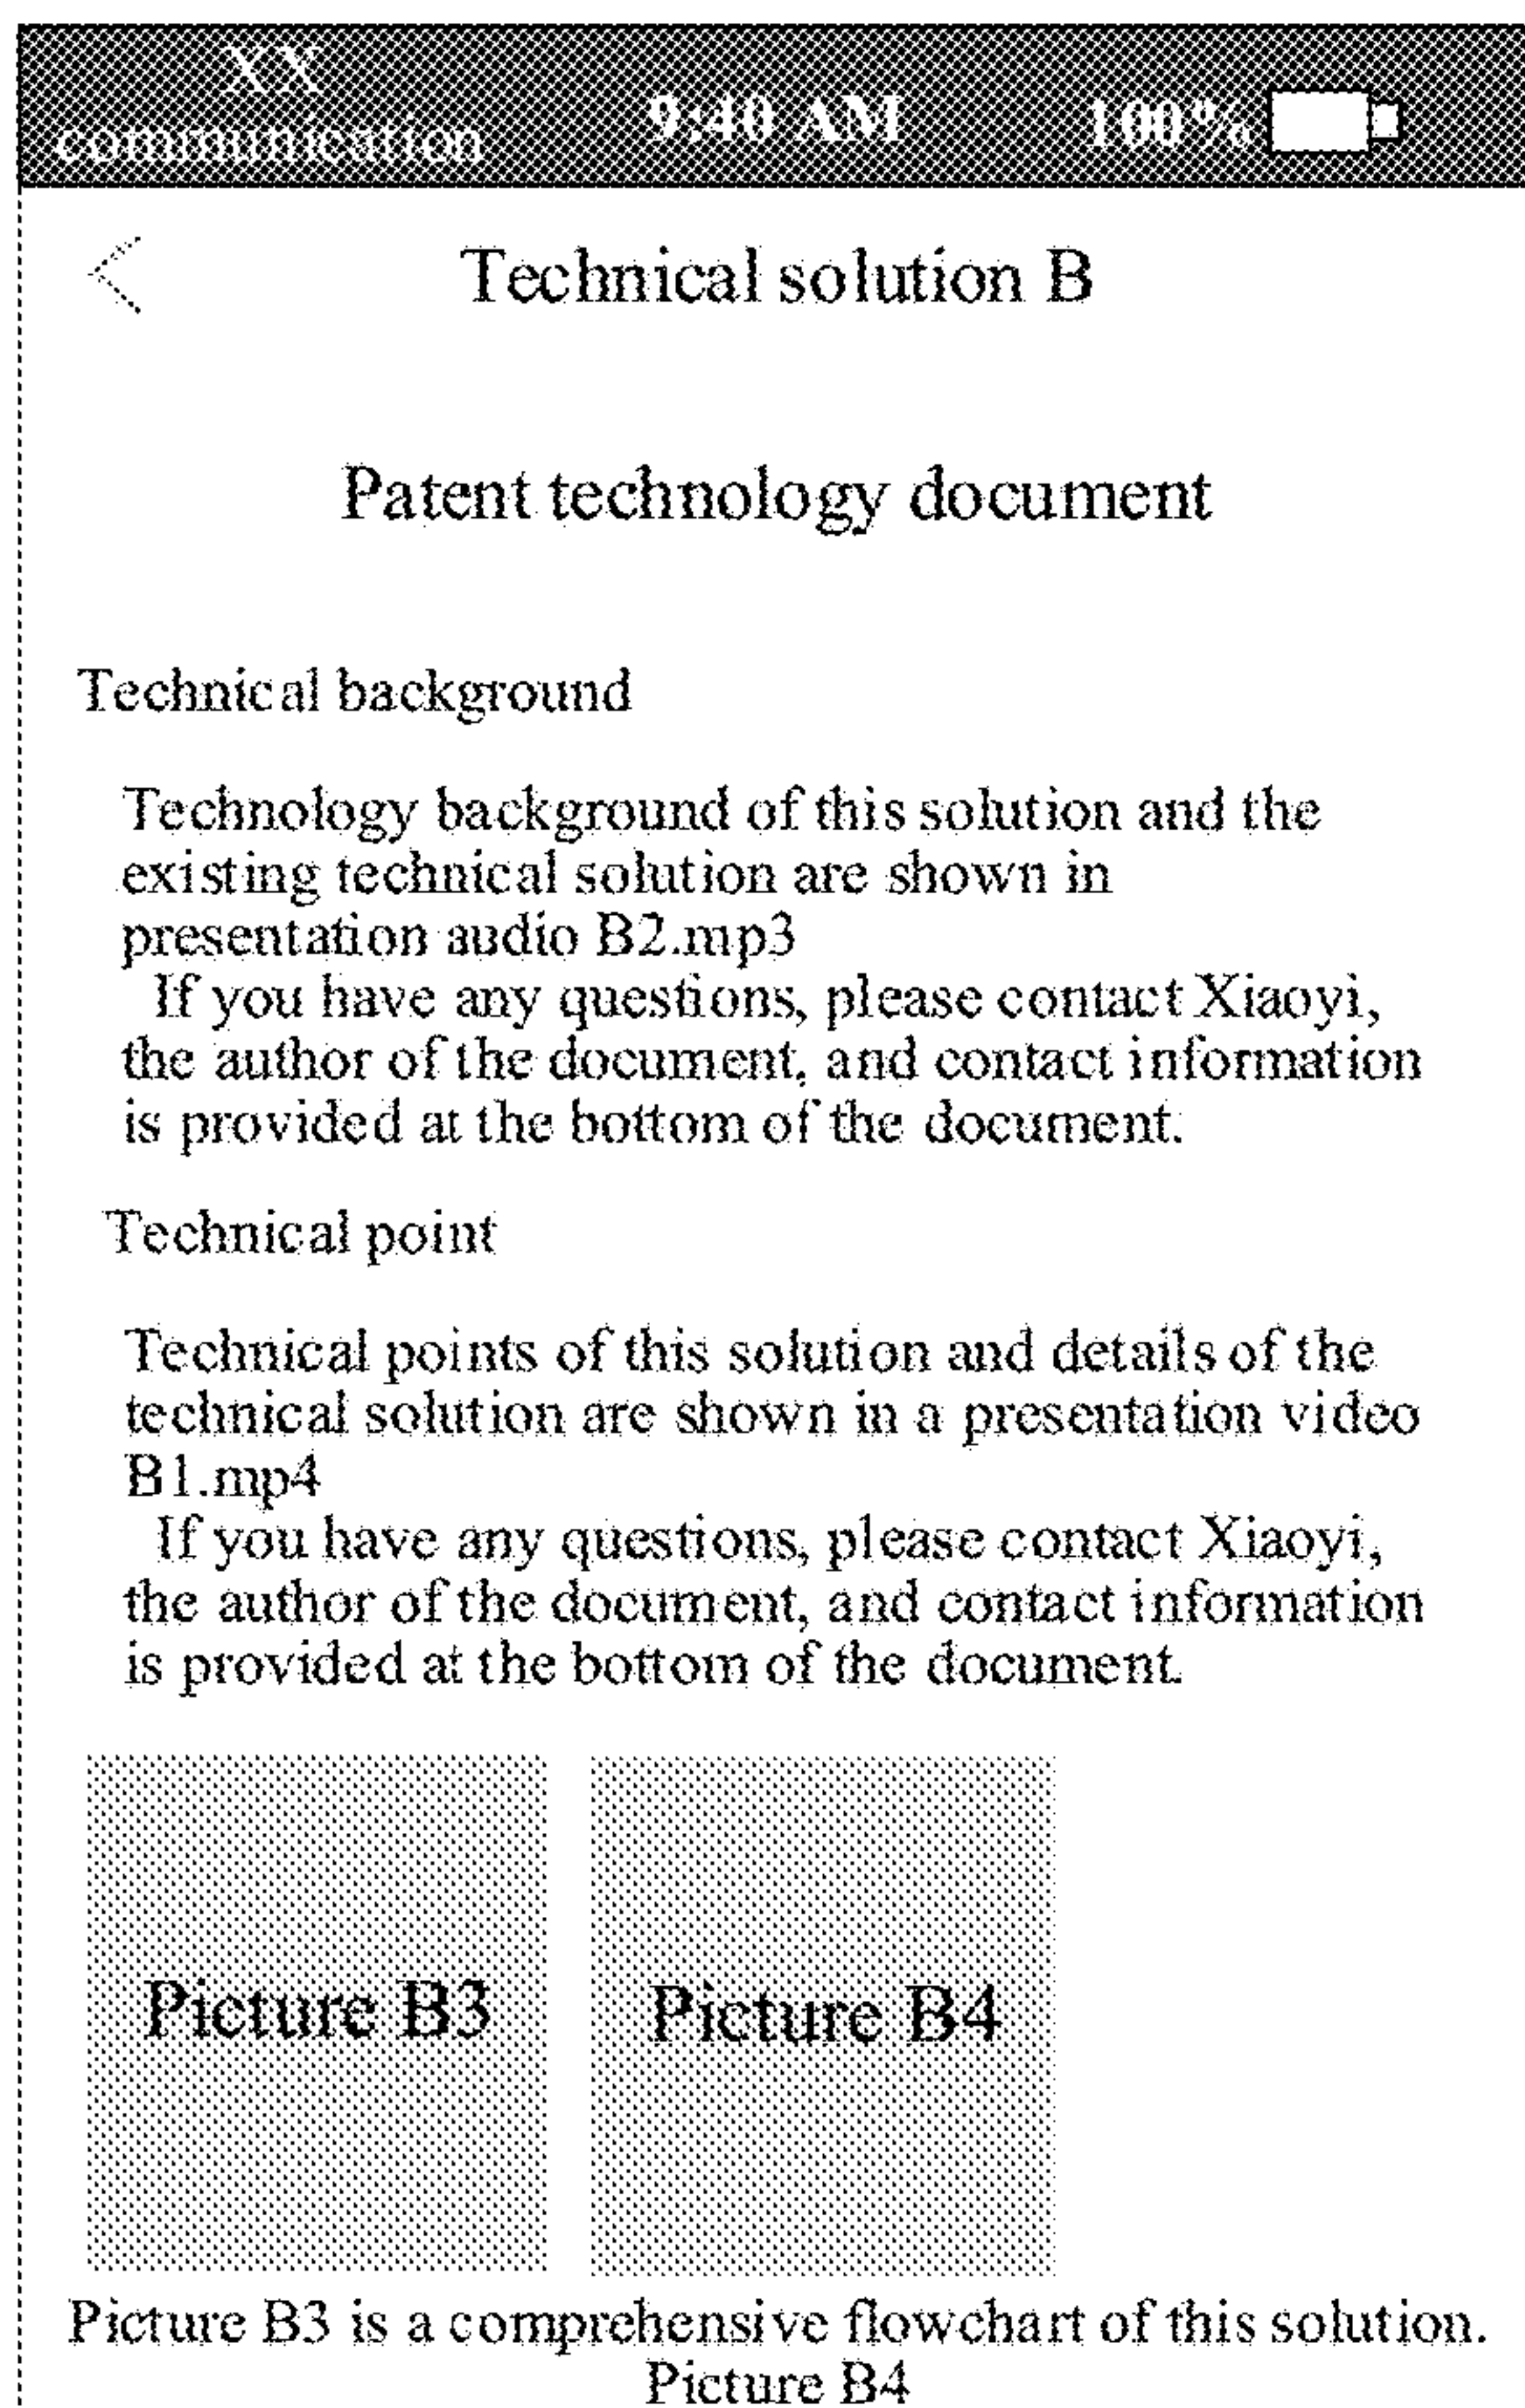 XX
communication
9:40 AM
100%
Technical solution B
Patent technology document
Technical background
Technology background of this solution and the
existing technical solution are shown in
presentation audio B2.mp3
If you have any questions, please contact Xiaoyi,
the author of the document, and contact information
is provided at the bottom of the document.
Technical point
Technical points of this solution and details of the
technical solution are shown in a presentation video
B1.mp4
If you have any questions, please contact Xiaoyi,
the author of the document, and contact information
is provided at the bottom of the document.
Picture B3
Picture B4
Picture B3 is a comprehensive flowchart of this solution.
Picture B4